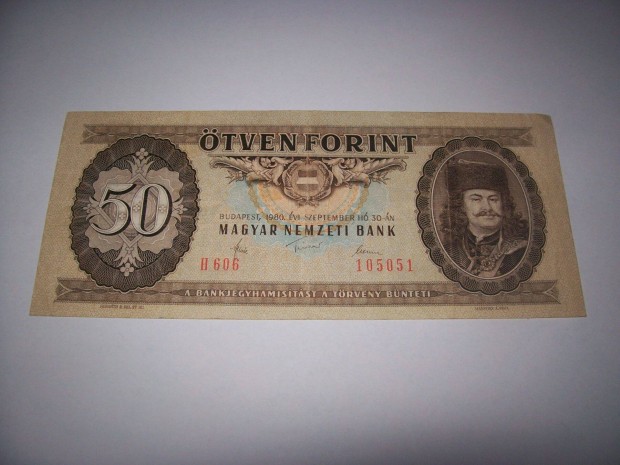 ÖTVEN FORINT
50
BUDAPEST, 1980. ÉVI SZEPTEMBER HÓ 30-ÁN
MAGYAR NEMZETI BANK
H 606 105051
A BANKJEGYHAMISÍTÁST A TÖRVÉNY BÜNTETI